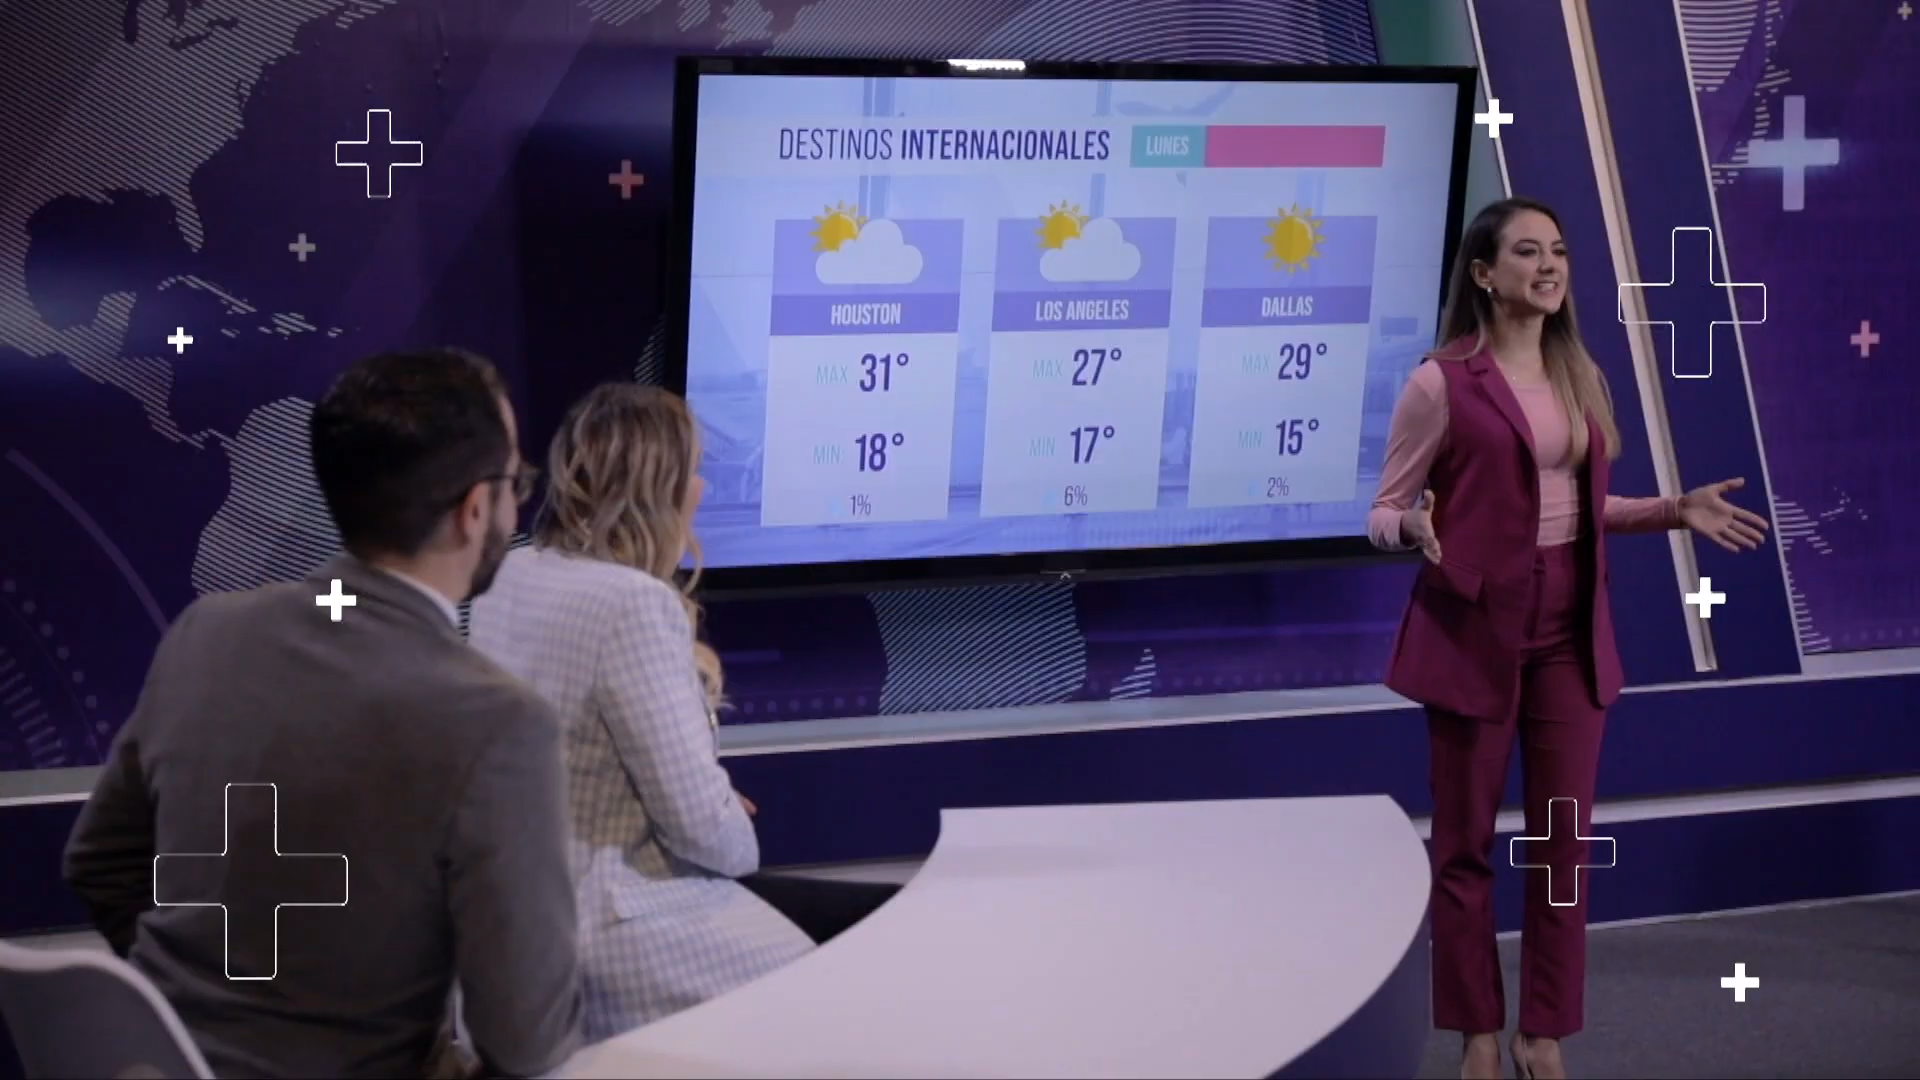 DESTINOS INTERNACIONALES LUNES
HOUSTON LOS ANGELES DALLAS
MAX 31° MAX 27° MAX 29°
MIN 18° MIN 17° MIN 15°
1% 6% 2%